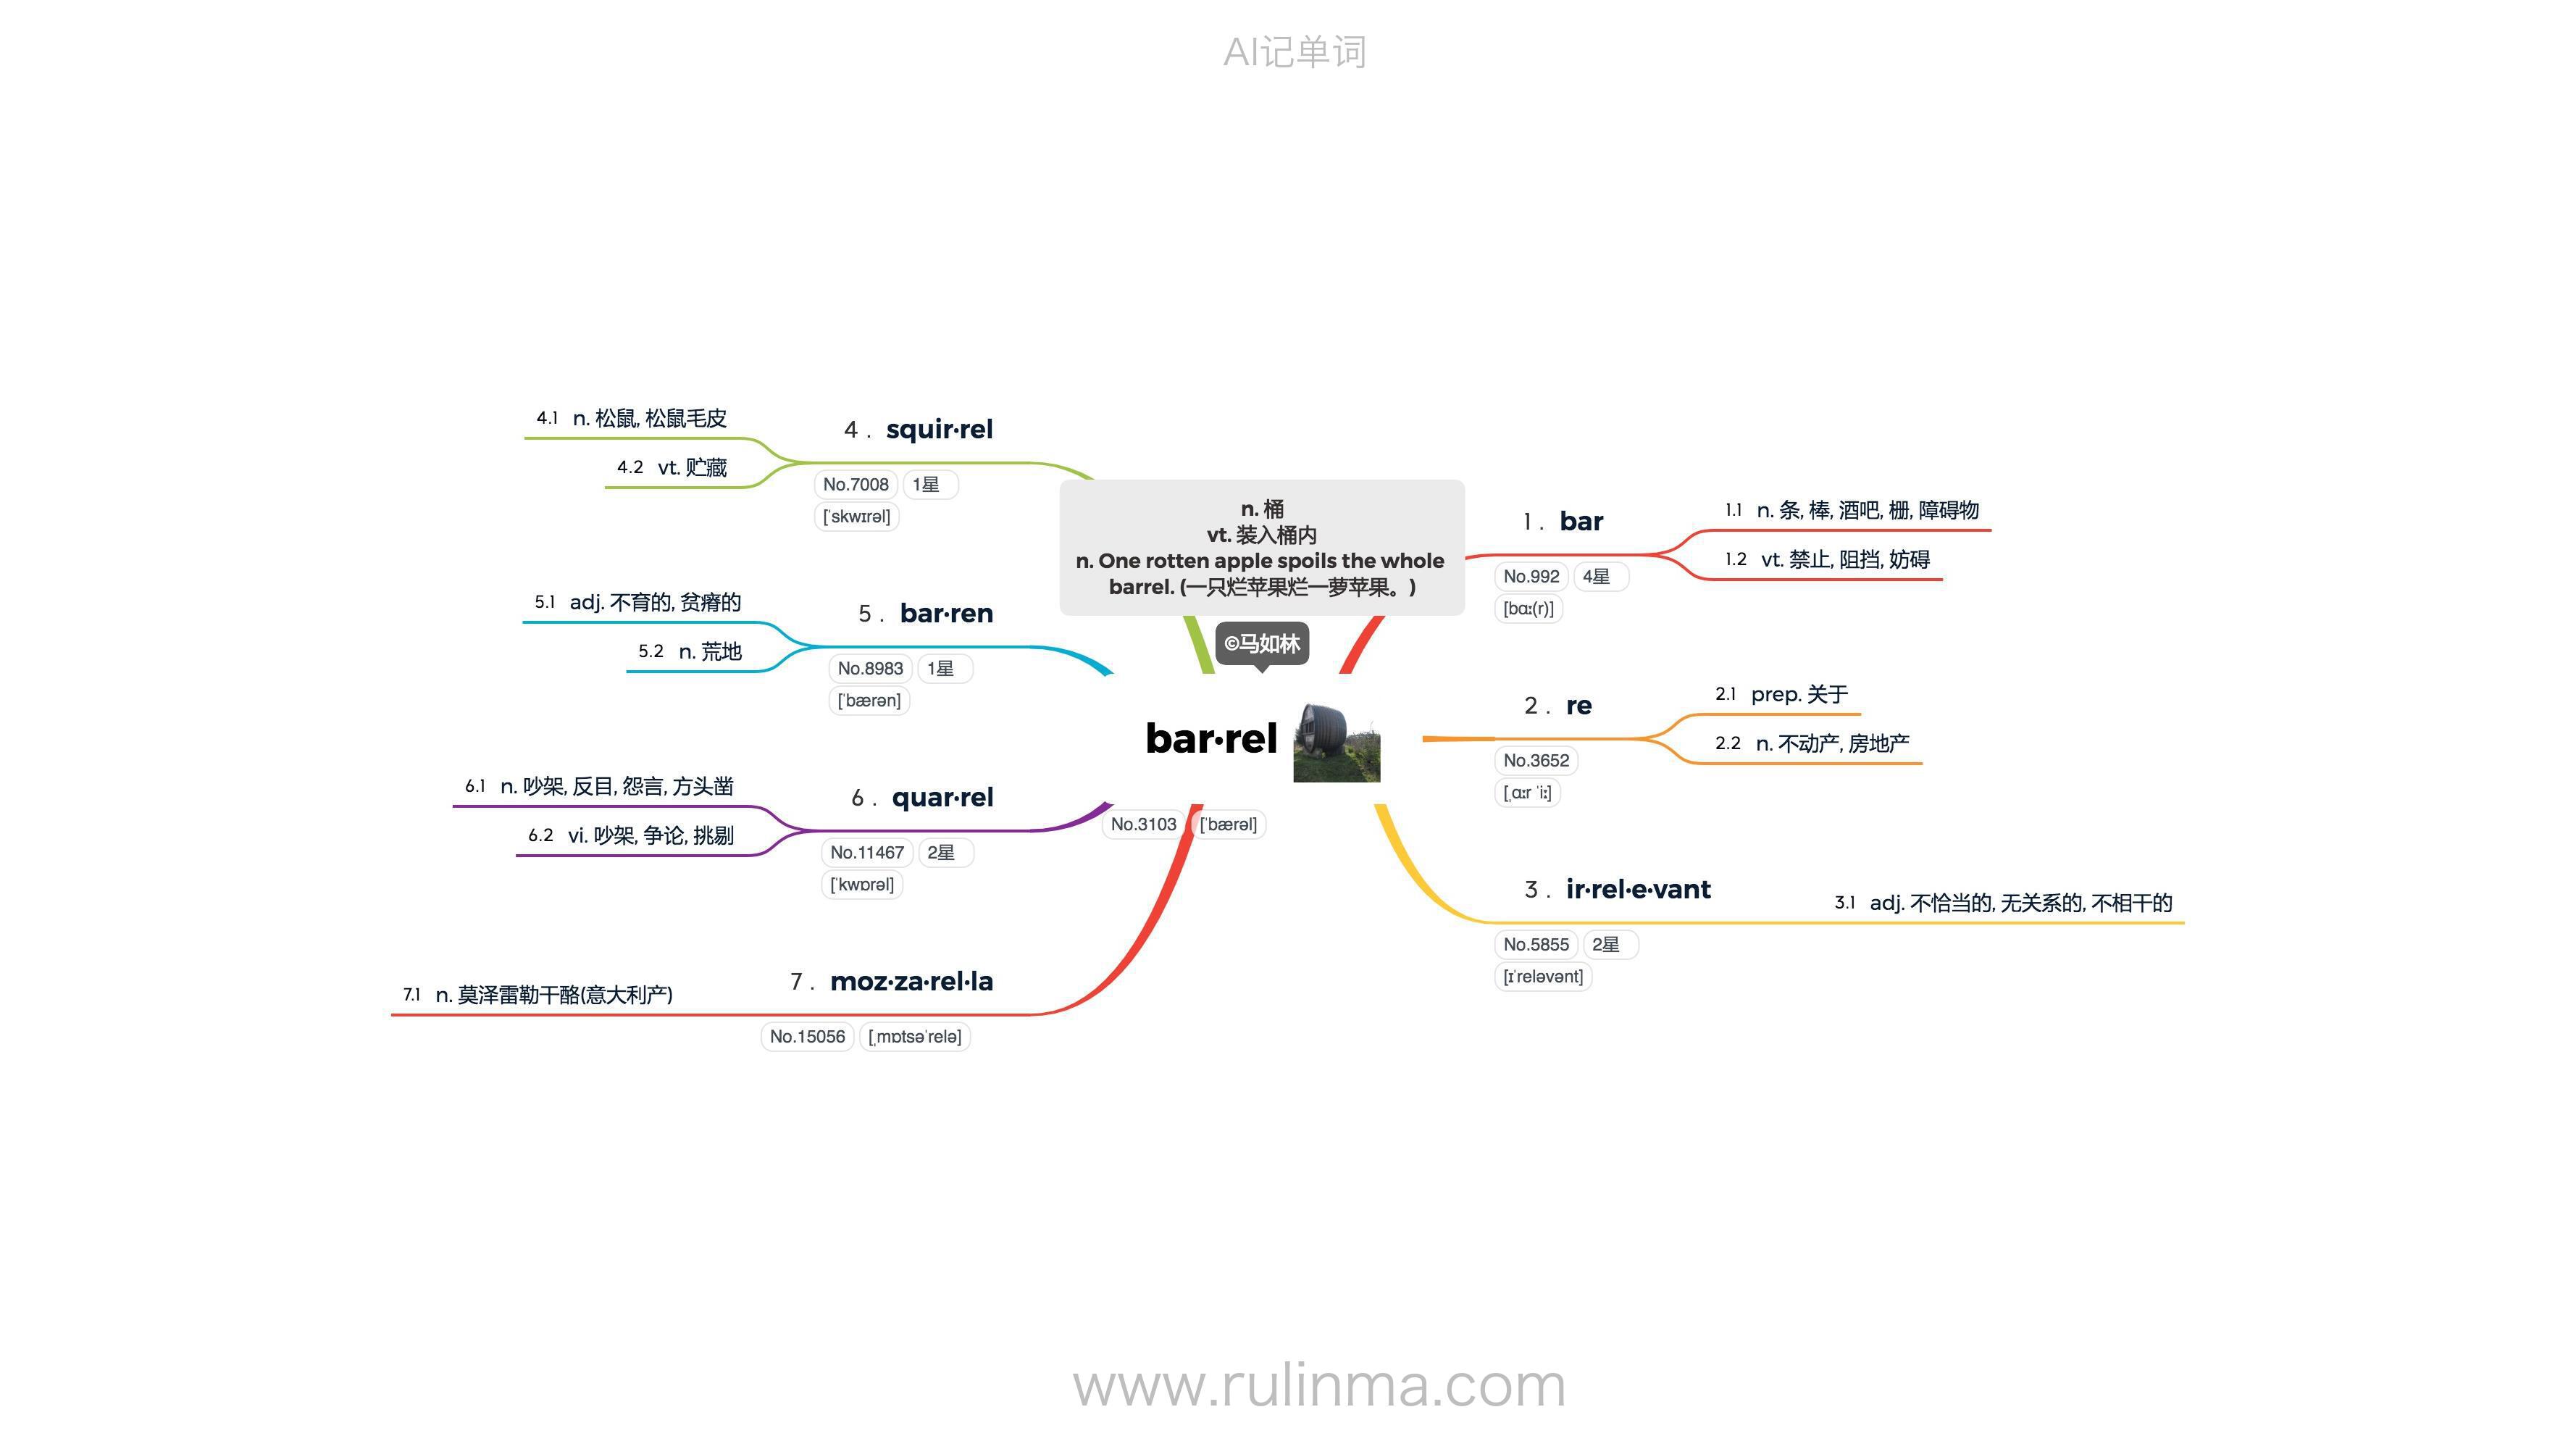 AI记单词
n. 桶
vt. 装入桶内
n. One rotten apple spoils the whole
barrel. (一只烂苹果烂一萝苹果。)
©马如林
bar·rel
No.3103 [ˈbærəl]
1. bar
No.992 4星
[bɑː(r)]
1.1 n. 条, 棒, 酒吧, 栅, 障碍物
1.2 vt. 禁止, 阻挡, 妨碍
2. re
No.3652
[ˌɑːr ˈiː]
2.1 prep. 关于
2.2 n. 不动产, 房地产
3. ir·rel·e·vant
No.5855 2星
[ɪˈreləvənt]
3.1 adj. 不恰当的, 无关系的, 不相干的
4. squir·rel
No.7008 1星
[ˈskwɪrəl]
4.1 n. 松鼠, 松鼠毛皮
4.2 vt. 贮藏
5. bar·ren
No.8983 1星
[ˈbærən]
5.1 adj. 不育的, 贫瘠的
5.2 n. 荒地
6. quar·rel
No.11467 2星
[ˈkwɒrəl]
6.1 n. 吵架, 反目, 怨言, 方头凿
6.2 vi. 吵架, 争论, 挑剔
7. moz·za·rel·la
No.15056 [ˌmɒtsəˈrelə]
7.1 n. 莫泽雷勒干酪(意大利产)
www.rulinma.com